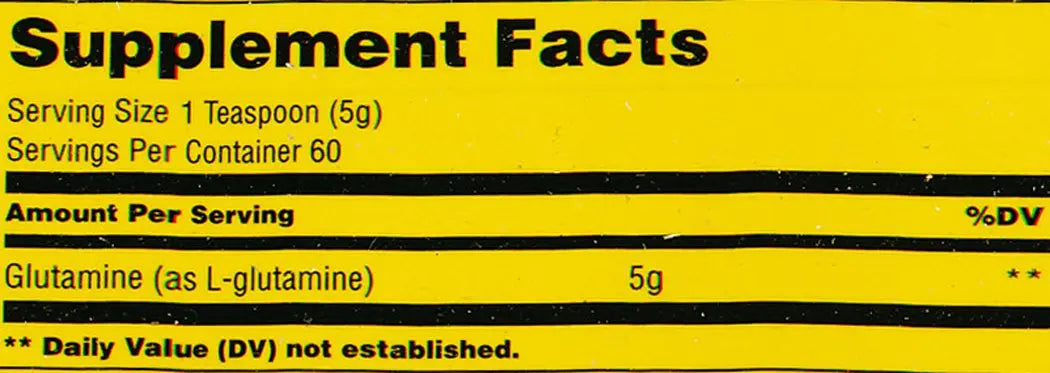 Supplement Facts
Serving Size 1 Teaspoon (5g)
Servings Per Container 60
Amount Per Serving %DV
Glutamine (as L-glutamine) 5g **
** Daily Value (DV) not established.